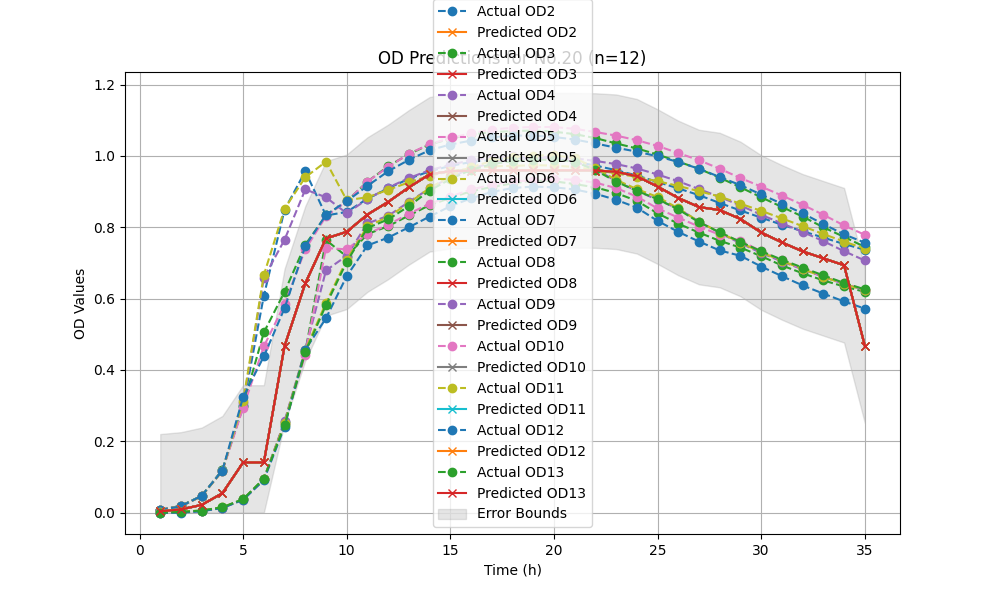 OD Predictions for No.20 (n=12)
Actual OD2
Predicted OD2
Actual OD3
Predicted OD3
Actual OD4
Predicted OD4
Actual OD5
Predicted OD5
Actual OD6
Predicted OD6
Actual OD7
Predicted OD7
Actual OD8
Predicted OD8
Actual OD9
Predicted OD9
Actual OD10
Predicted OD10
Actual OD11
Predicted OD11
Actual OD12
Predicted OD12
Actual OD13
Predicted OD13
Error Bounds
OD Values
1.2
1.0
0.8
0.6
0.4
0.2
0.0
0 5 10 15 20 25 30 35
Time (h)